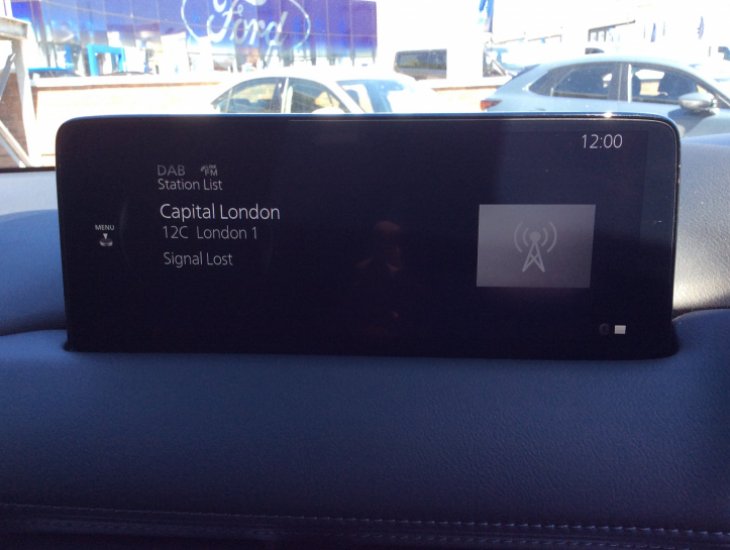 Ford
12:00
DAB FM
Station List
Capital London
12C London 1
MENU
Signal Lost